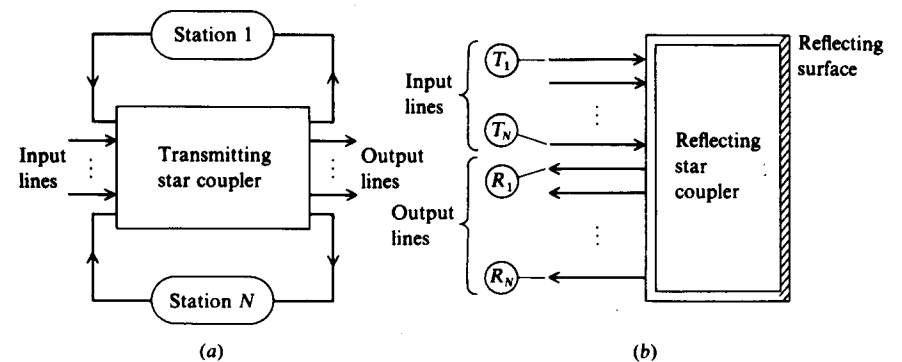 Station 1
Input
lines
Transmitting
star coupler
Output
lines
Station N
(a)
Input
lines
T1
TN
Output
lines
R1
RN
Reflecting
star
coupler
Reflecting
surface
(b)